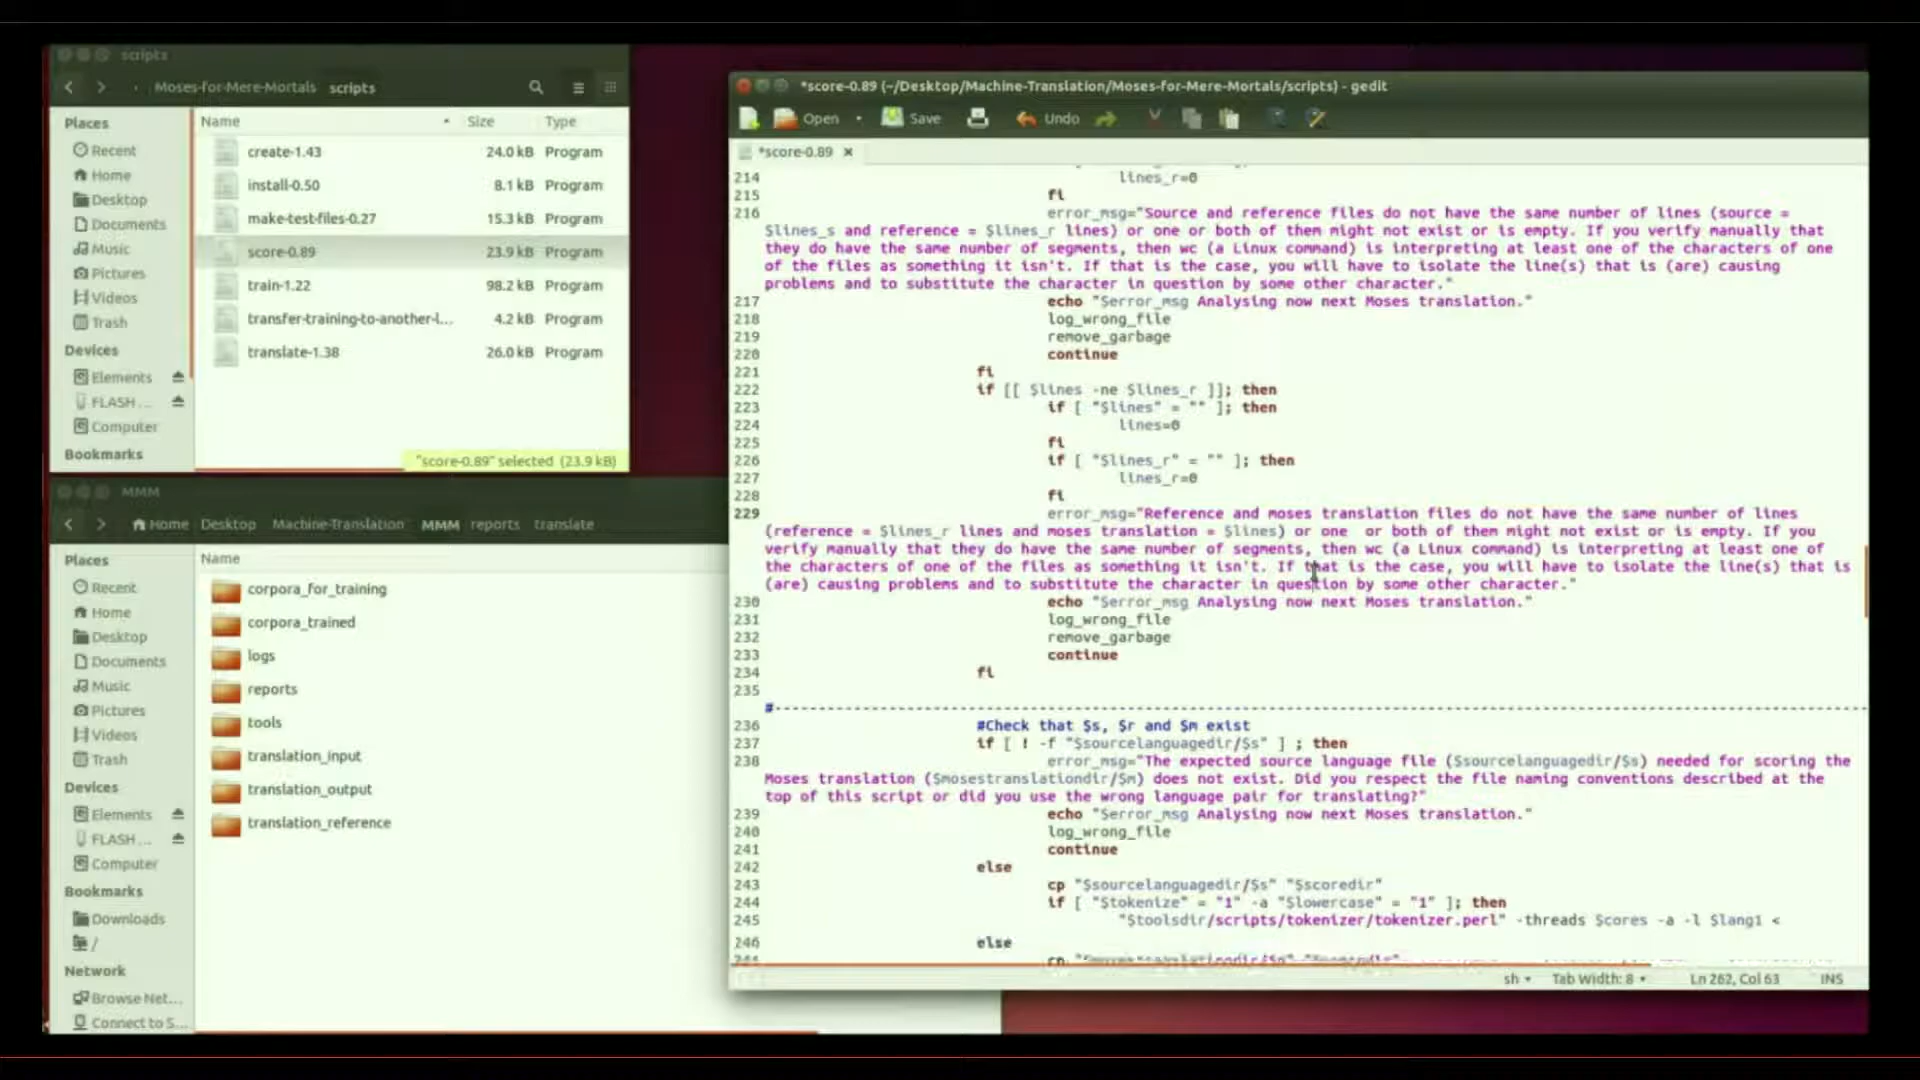 scripts
Moses-for-Mere-Mortals scripts
Places
Recent
Home
Desktop
Documents
Music
Pictures
Videos
Trash
Devices
Elements
FLASH ...
Computer
Bookmarks
Name Size Type
create-1.43 24.0 kB Program
install-0.50 8.1 kB Program
make-test-files-0.27 15.3 kB Program
score-0.89 23.9 kB Program
train-1.22 98.2 kB Program
transfer-training-to-another-l... 4.2 kB Program
translate-1.38 26.0 kB Program
"score-0.89" selected (23.9 kB)
MMM
Home Desktop Machine-Translation MMM reports translate
Places
Recent
Home
Desktop
Documents
Music
Pictures
Videos
Trash
Devices
Elements
FLASH ...
Computer
Bookmarks
Downloads
/
Network
Browse Net...
Connect to S...
Name
corpora_for_training
corpora_trained
logs
reports
tools
translation_input
translation_output
translation_reference
*score-0.89 (~/Desktop/Machine-Translation/Moses-for-Mere-Mortals/scripts) - gedit
Open Save Undo
*score-0.89 ×
214 lines_r=0
215 fi
216 error_msg="Source and reference files do not have the same number of lines (source =
$lines_s and reference = $lines_r lines) or one or both of them might not exist or is empty. If you verify manually that
they do have the same number of segments, then wc (a Linux command) is interpreting at least one of the characters of one
of the files as something it isn't. If that is the case, you will have to isolate the line(s) that is (are) causing
problems and to substitute the character in question by some other character."
217 echo "$error_msg Analysing now next Moses translation."
218 log_wrong_file
219 remove_garbage
220 continue
221 fi
222 if [[ $lines -ne $lines_r ]]; then
223 if [ "$lines" = "" ]; then
224 lines=0
225 fi
226 if [ "$lines_r" = "" ]; then
227 lines_r=0
228 fi
229 error_msg="Reference and moses translation files do not have the same number of lines
(reference = $lines_r lines and moses translation = $lines) or one  or both of them might not exist or is empty. If you
verify manually that they do have the same number of segments, then wc (a Linux command) is interpreting at least one of
the characters of one of the files as something it isn't. If that is the case, you will have to isolate the line(s) that is
(are) causing problems and to substitute the character in question by some other character."
230 echo "$error_msg Analysing now next Moses translation."
231 log_wrong_file
232 remove_garbage
233 continue
234 fi
235
#-----------------------------------------------------------------------
236 #Check that $s, $r and $m exist
237 if [ ! -f "$sourcelanguagedir/$s" ] ; then
238 error_msg="The expected source language file ($sourcelanguagedir/$s) needed for scoring the
Moses translation ($mosestranslationdir/$m) does not exist. Did you respect the file naming conventions described at the
top of this script or did you use the wrong language pair for translating?"
239 echo "$error_msg Analysing now next Moses translation."
240 log_wrong_file
241 continue
242 else
243 cp "$sourcelanguagedir/$s" "$scoredir"
244 if [ "$tokenize" = "1" -a "$lowercase" = "1" ]; then
245 "$toolsdir/scripts/tokenizer/tokenizer.perl" -threads $cores -a -l $lang1 <
246 else
sh Tab Width: 8 Ln 262, Col 63 INS